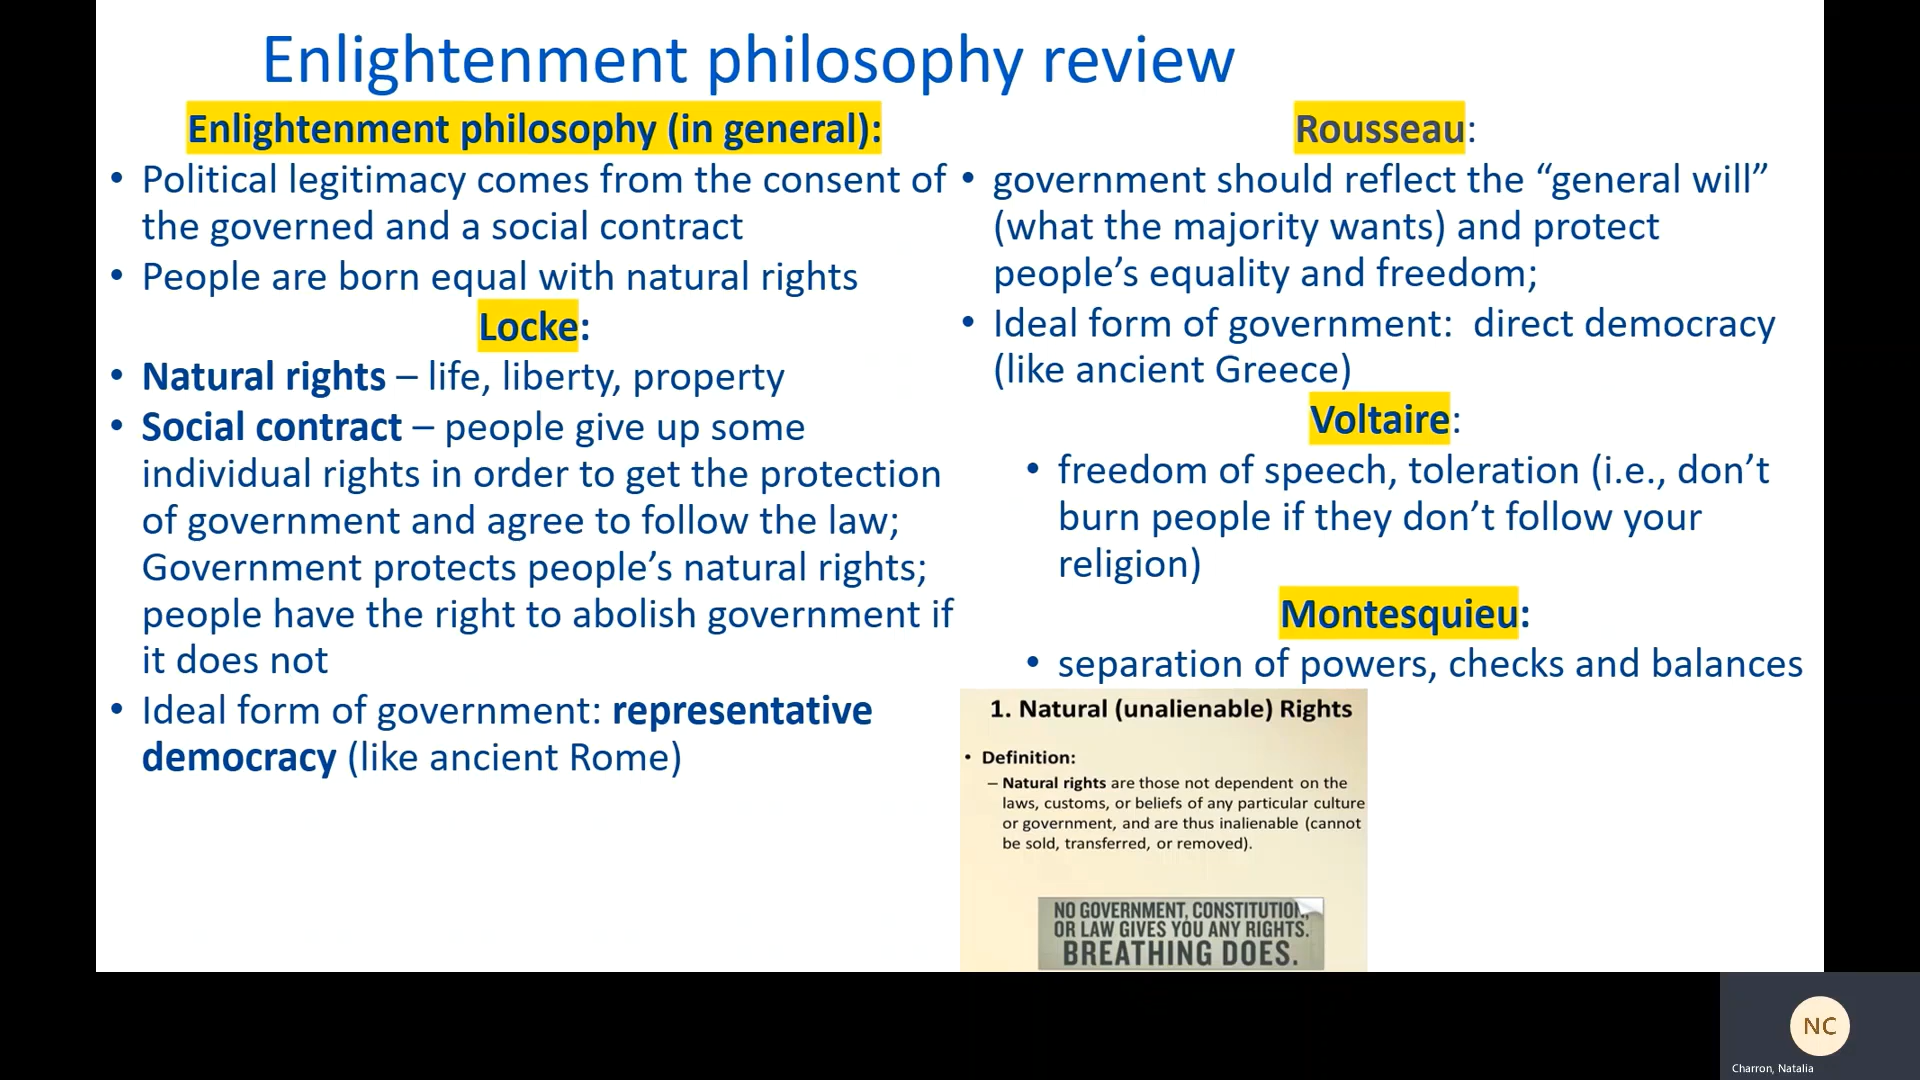 Enlightenment philosophy review
Enlightenment philosophy (in general):
• Political legitimacy comes from the consent of
the governed and a social contract
• People are born equal with natural rights
Locke:
• Natural rights – life, liberty, property
• Social contract – people give up some
individual rights in order to get the protection
of government and agree to follow the law;
Government protects people’s natural rights;
people have the right to abolish government if
it does not
• Ideal form of government: representative
democracy (like ancient Rome)
Rousseau:
• government should reflect the “general will”
(what the majority wants) and protect
people’s equality and freedom;
• Ideal form of government:  direct democracy
(like ancient Greece)
Voltaire:
• freedom of speech, toleration (i.e., don’t
burn people if they don’t follow your
religion)
Montesquieu:
• separation of powers, checks and balances
1. Natural (unalienable) Rights
• Definition:
– Natural rights are those not dependent on the
laws, customs, or beliefs of any particular culture
or government, and are thus inalienable (cannot
be sold, transferred, or removed).
NO GOVERNMENT, CONSTITUTION,
OR LAW GIVES YOU ANY RIGHTS.
BREATHING DOES.
NC
Charron, Natalia